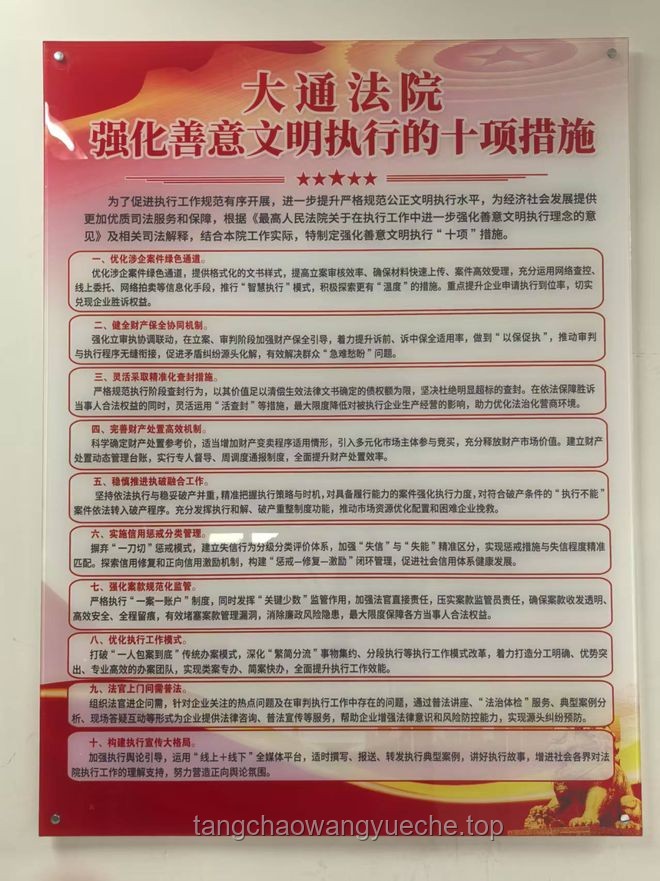 大通法院
强化善意文明执行的十项措施
为了促进执行工作规范有序开展，进一步提升严格规范公正文明执行水平，为经济社会发展提供
更加优质司法服务和保障，根据《最高人民法院关于在执行工作中进一步强化善意文明执行理念的意
见》及相关司法解释，结合本院工作实际，特制定强化善意文明执行“十项”措施。
一、优化涉企案件绿色通道。
优化涉企案件绿色通道，提供格式化的文书样式，提高立案审核效率、确保材料快速上传、案件高效受理，充分运用网络查控、
线上委托、网络拍卖等信息化手段，推行“智慧执行”模式，积极探索更有“温度”的措施。重点提升企业申请执行到位率，切实
兑现企业胜诉权益。
二、健全财产保全协同机制。
强化立审执协调联动，在立案、审判阶段加强财产保全引导，着力提升诉前、诉中保全适用率，做到“以保促执”，推动审判
与执行程序无缝衔接，促进矛盾纠纷源头化解，有效解决群众“急难愁盼”问题。
三、灵活采取精准化查封措施。
严格规范执行阶段查封行为，以其价值足以清偿生效法律文书确定的债权额为限，坚决杜绝明显超标的查封。在依法保障胜诉
当事人合法权益的同时，灵活运用“活查封”等措施，最大限度降低对被执行企业生产经营的影响，助力优化法治化营商环境。
四、完善财产处置高效机制。
科学确定财产处置参考价，适当增加财产变卖程序适用情形，引入多元化市场主体参与竞买，充分释放财产市场价值。建立财产
处置动态管理台账，实行专人督导、周调度通报制度，全面提升财产处置效率。
五、稳慎推进执破融合工作。
坚持依法执行与稳妥破产并重，精准把握执行策略与时机，对具备履行能力的案件强化执行力度，对符合破产条件的“执行不能”
案件依法转入破产程序。充分发挥执行和解、破产重整制度功能，推动市场资源优化配置和困难企业挽救。
六、实施信用惩戒分类管理。
摒弃“一刀切”惩戒模式，建立失信行为分级分类评价体系，加强“失信”与“失能”精准区分，实现惩戒措施与失信程度精准
匹配。探索信用修复和正向信用激励机制，构建“惩戒—修复—激励”闭环管理，促进社会信用体系健康发展。
七、强化案款规范化监管。
严格执行“一案一账户”制度，同时发挥“关键少数”监管作用，加强法官直接责任，压实案款监管员责任，确保案款收发透明、
高效安全、全程留痕，有效堵塞案款管理漏洞，消除廉政风险隐患，最大限度保障各方当事人合法权益。
八、优化执行工作模式。
打破“一人包案到底”传统办案模式，深化“繁简分流”事物集约、分段执行等执行工作模式改革，着力打造分工明确、优势突
出、专业高效的办案团队，实现类案专办、简案快办，全面提升执行工作效能。
九、法官上门问需普法。
组织法官进企问需，针对企业关注的热点问题及在审判执行工作中存在的问题，通过普法讲座、“法治体检”服务、典型案例分
析、现场答疑互动等形式为企业提供法律咨询、普法宣传等服务，帮助企业增强法律意识和风险防控能力，实现源头纠纷预防。
十、构建执行宣传大格局。
加强执行舆论引导，运用“线上＋线下”全媒体平台，适时撰写、报送、转发执行典型案例，讲好执行故事，增进社会各界对法
院执行工作的理解支持，努力营造正向舆论氛围。
tangchaowangyueche.top